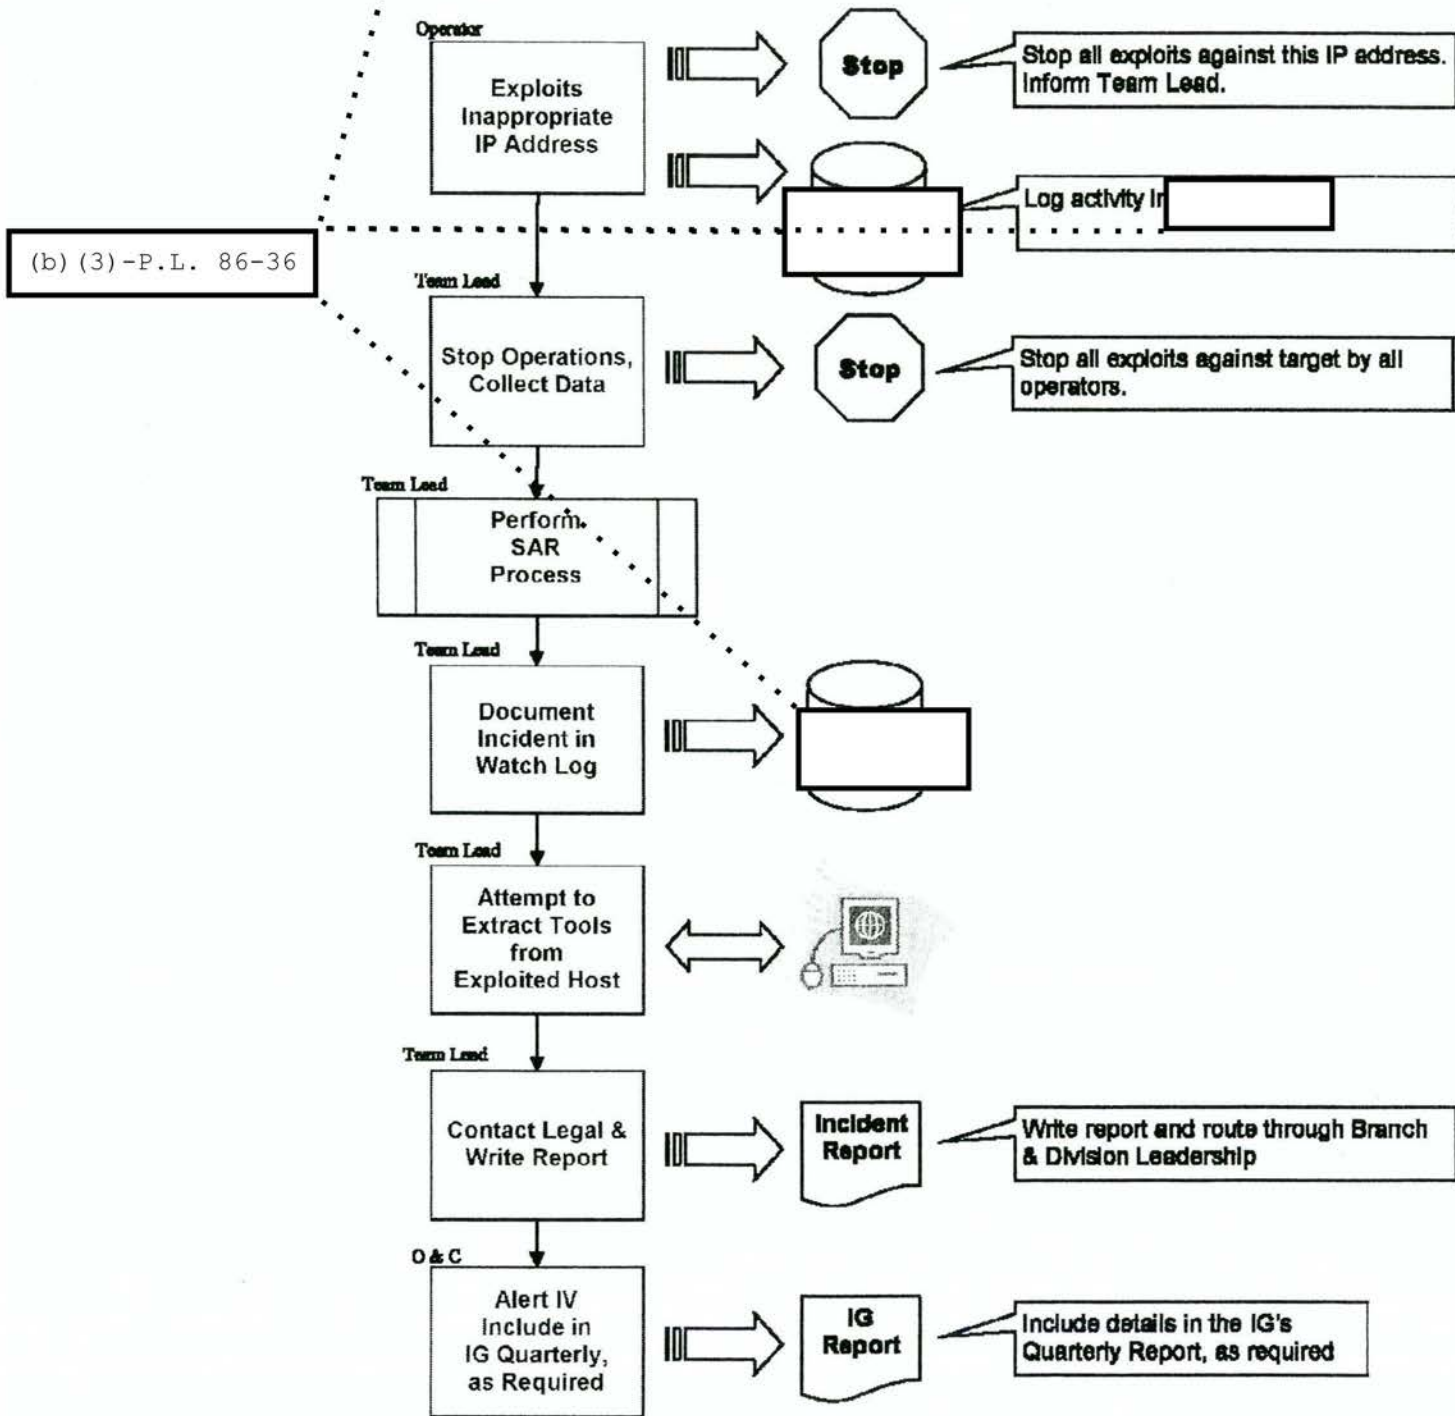 Operator
Exploits
Inappropriate
IP Address
Stop
Stop all exploits against this IP address.
Inform Team Lead.
Log activity in
(b)(3)-P.L. 86-36
Team Lead
Stop Operations,
Collect Data
Stop
Stop all exploits against target by all
operators.
Team Lead
Perform
SAR
Process
Team Lead
Document
Incident in
Watch Log
Team Lead
Attempt to
Extract Tools
from
Exploited Host
Team Lead
Contact Legal &
Write Report
Incident
Report
Write report and route through Branch
& Division Leadership
O & C
Alert IV
Include in
IG Quarterly,
as Required
IG
Report
Include details in the IG's
Quarterly Report, as required